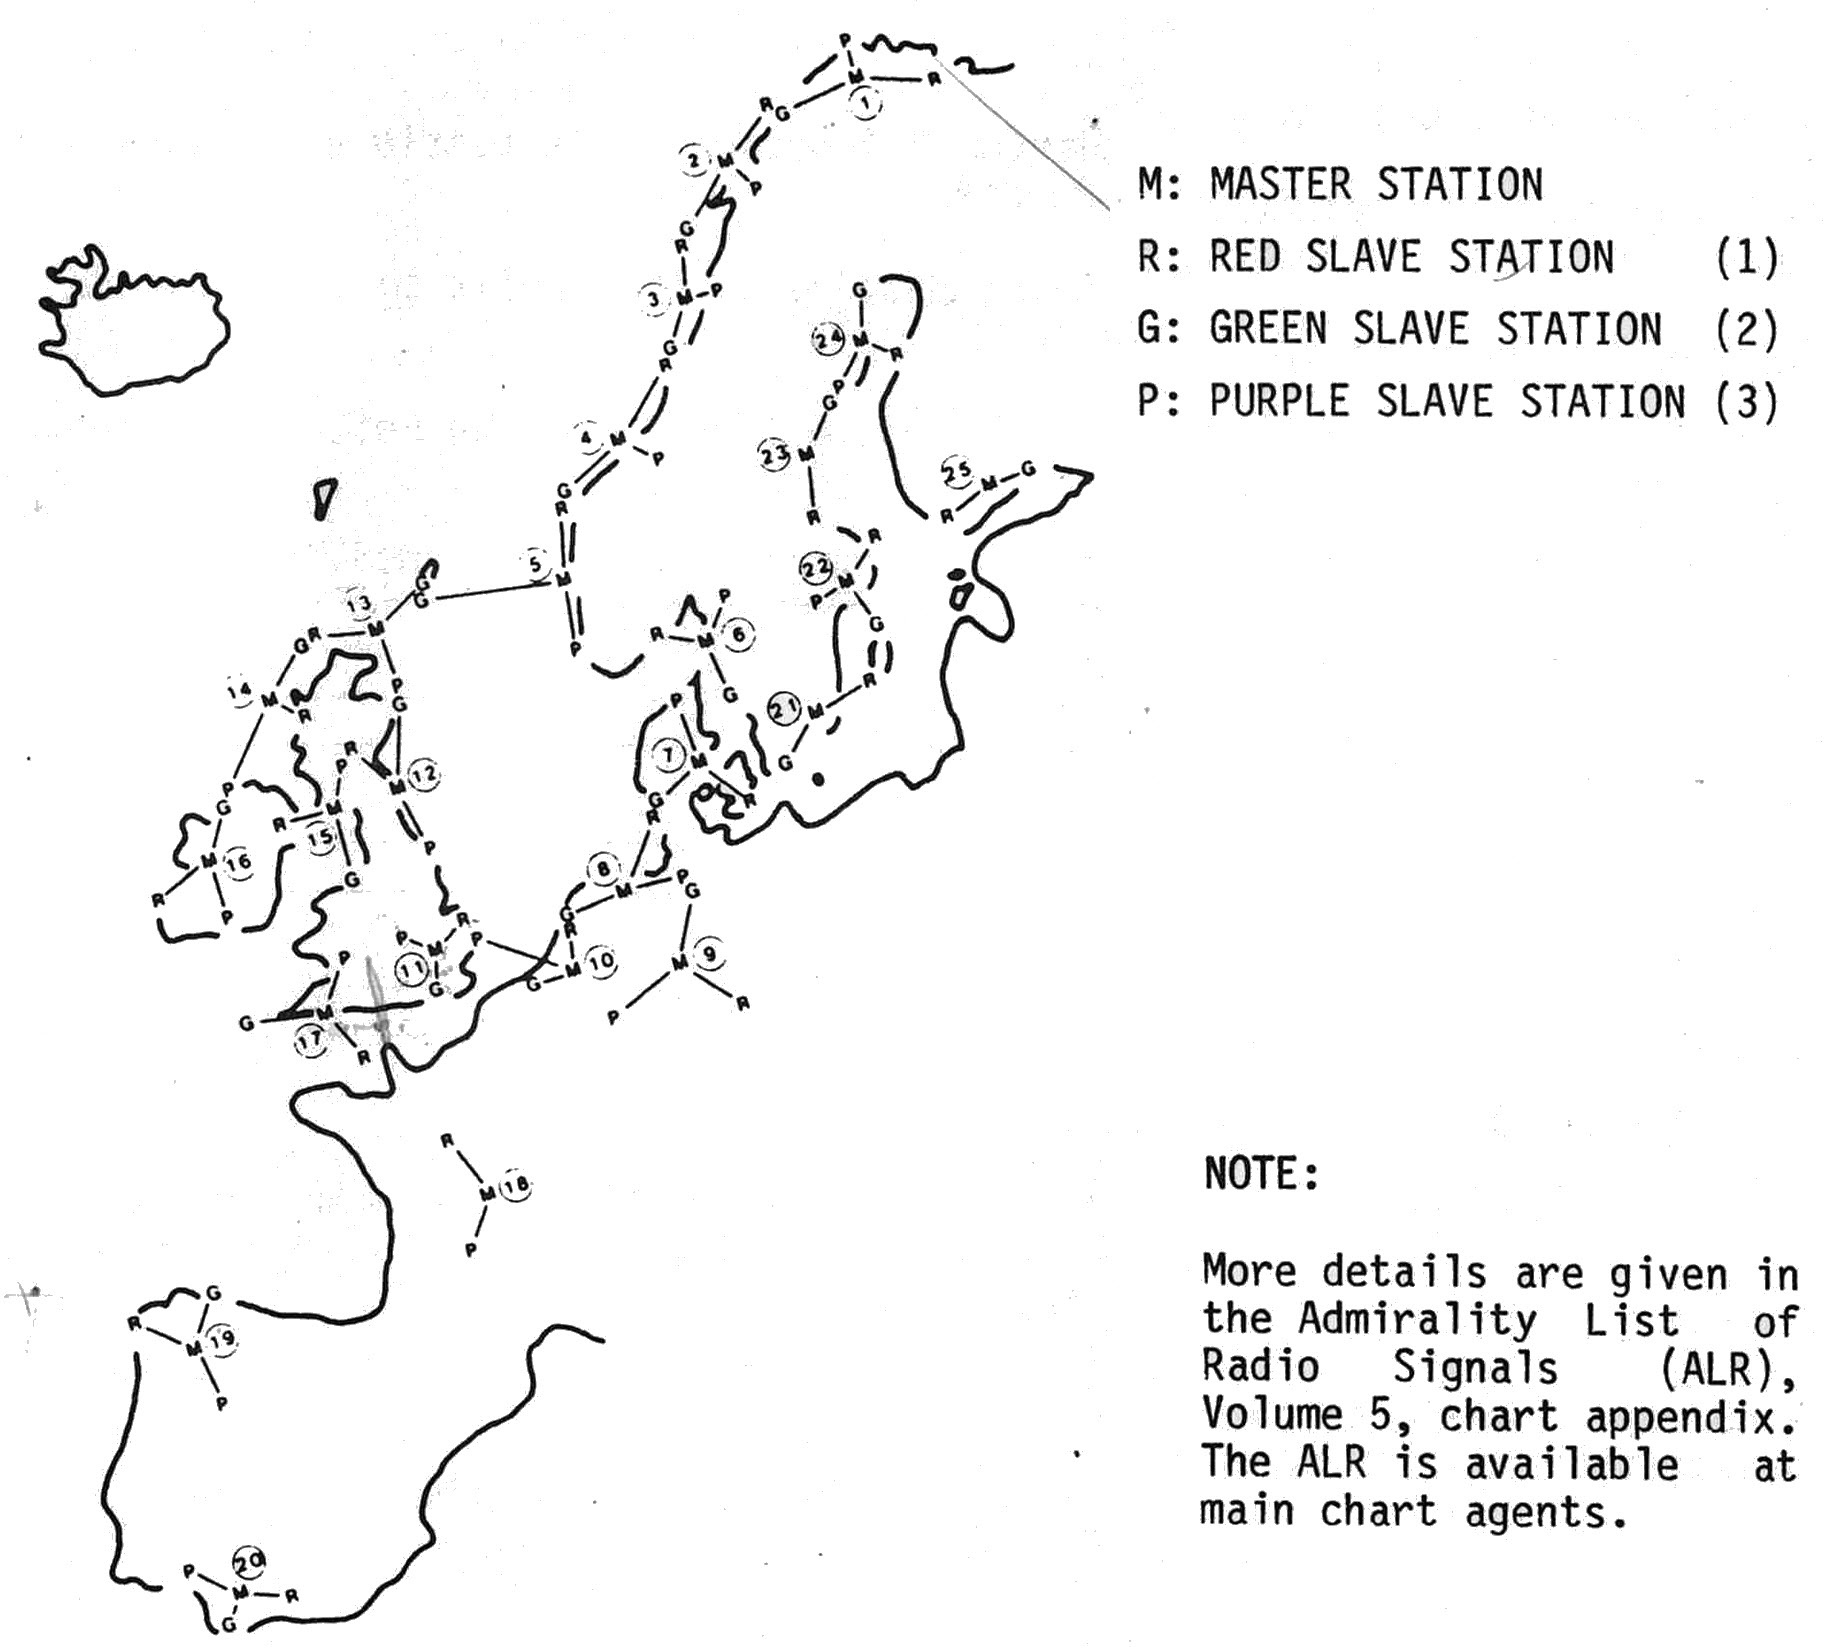 P
M R
1
R G
2 M
P
G
R
3 M P
G
R
4 M
P
G
R
5 M
P
M: MASTER STATION
R: RED SLAVE STATION (1)
G: GREEN SLAVE STATION (2)
P: PURPLE SLAVE STATION (3)
G
24 M R
P
G
23 M
R
25 M G
R
R
22 M
P
G
R
21 M
G
P
R M 6
G
P
7 M
R
G
R
8 M P
G
M 9
P R
G
R
M 10
G
G
G
13
M
R
G
14 M
R
P
G
R
P
M 12
P
M
R
15
G
P
G
M 16
R
P
R
P
P M
11
G
P
G M
17
R
R
M 18
P
G
R
M 19
P
20
P M R
G
NOTE:
More details are given in
the Admirality List of
Radio Signals (ALR),
Volume 5, chart appendix.
The ALR is available at
main chart agents.